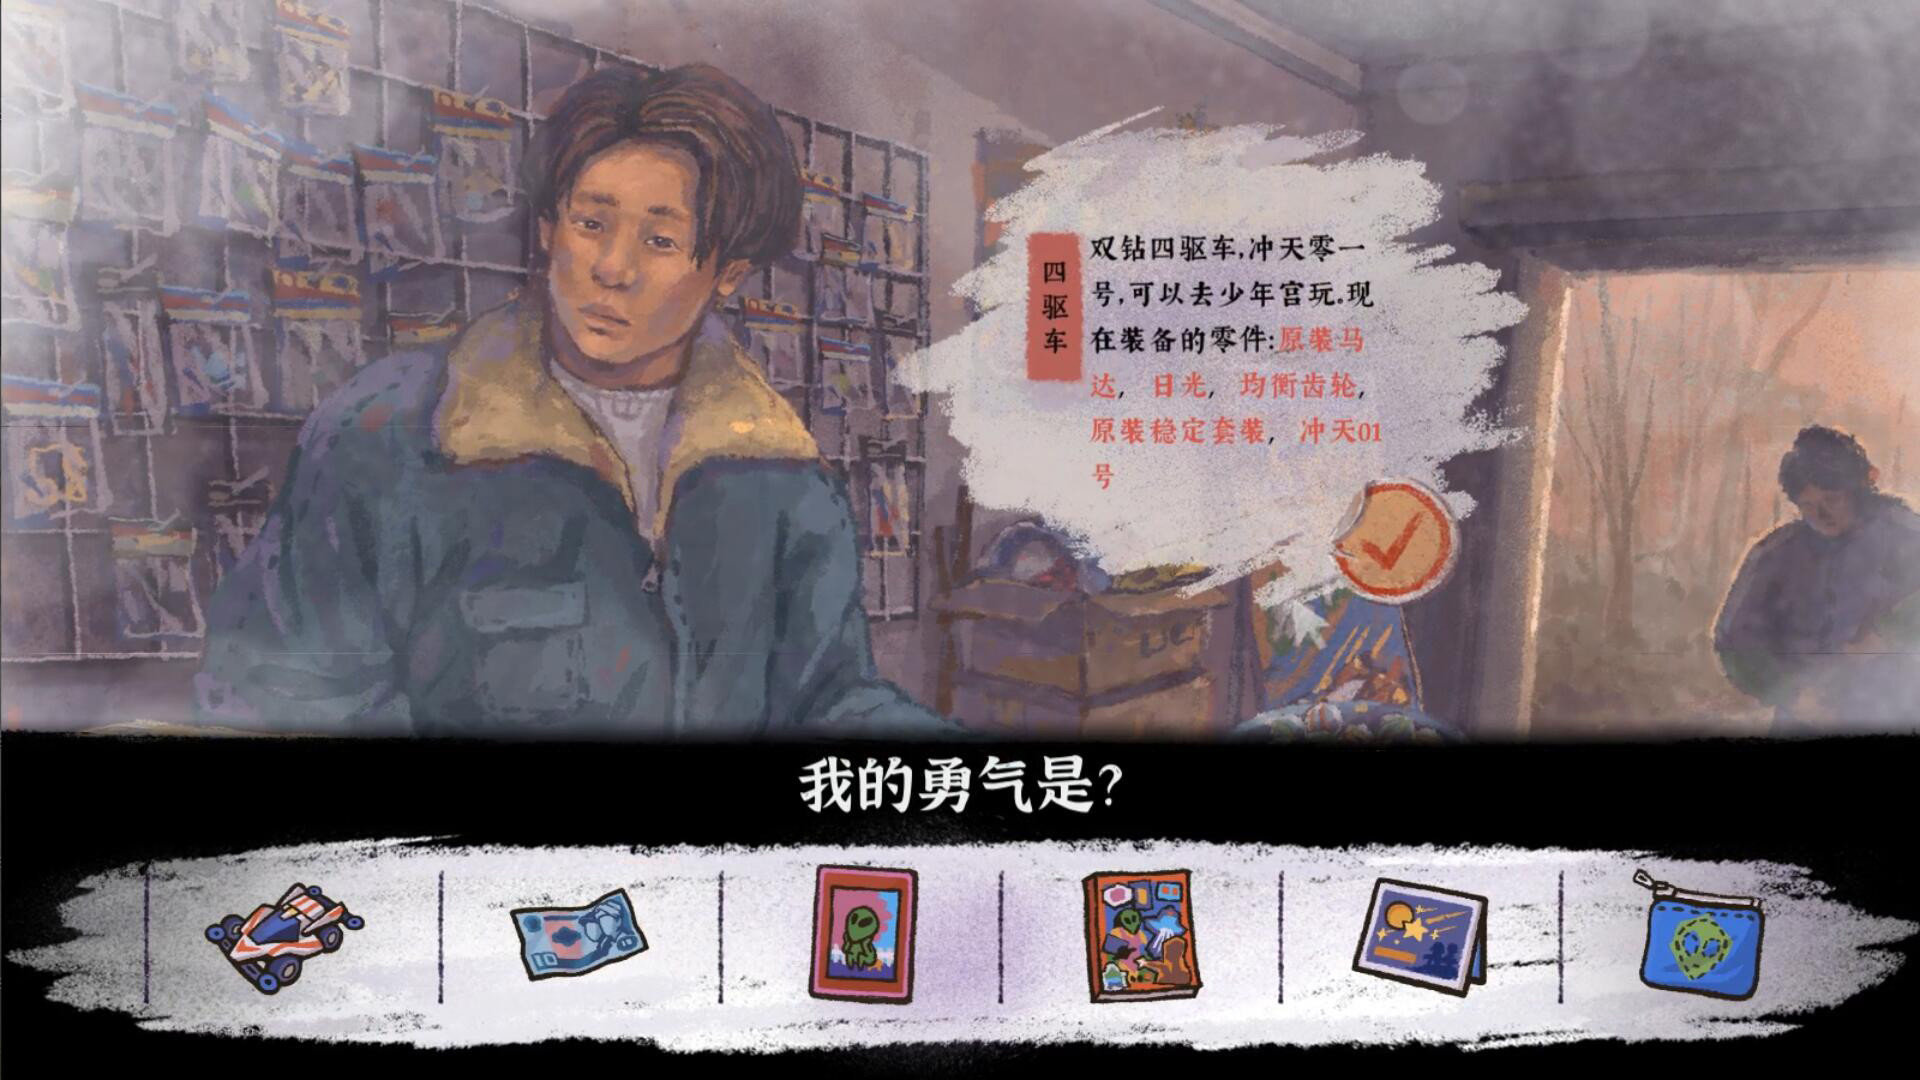 四驱车
双钻四驱车,冲天零一
号,可以去少年宫玩.现
在装备的零件:原装马
达, 日光, 均衡齿轮,
原装稳定套装, 冲天01
号
我的勇气是?
10